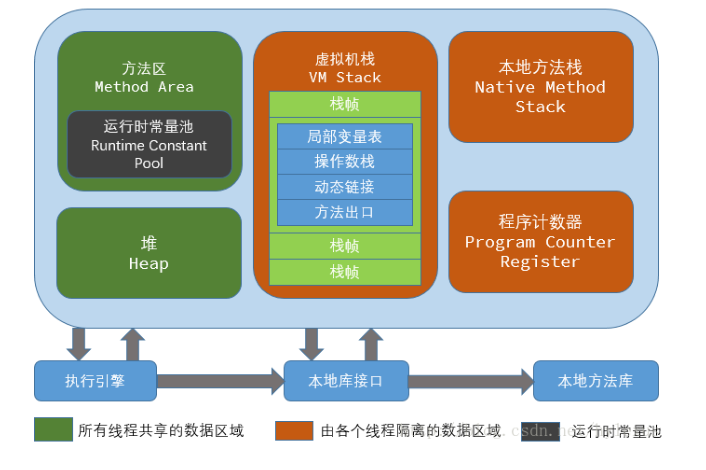 方法区
Method Area
运行时常量池
Runtime Constant
Pool
堆
Heap
虚拟机栈
VM Stack
栈帧
局部变量表
操作数栈
动态链接
方法出口
栈帧
栈帧
本地方法栈
Native Method
Stack
程序计数器
Program Counter
Register
执行引擎
本地库接口
本地方法库
所有线程共享的数据区域
由各个线程隔离的数据区域
运行时常量池